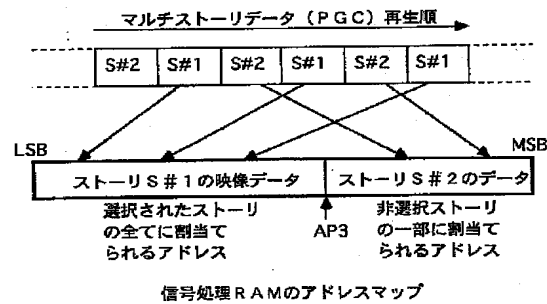 マルチストーリデータ(PGC)再生順
S#2 S#1 S#2 S#1 S#2 S#1
LSB
MSB
ストーリS#1の映像データ
ストーリS#2のデータ
選択されたストーリ
の全てに割当て
られるアドレス
AP3
非選択ストーリ
の一部に割当て
られるアドレス
信号処理RAMのアドレスマップ